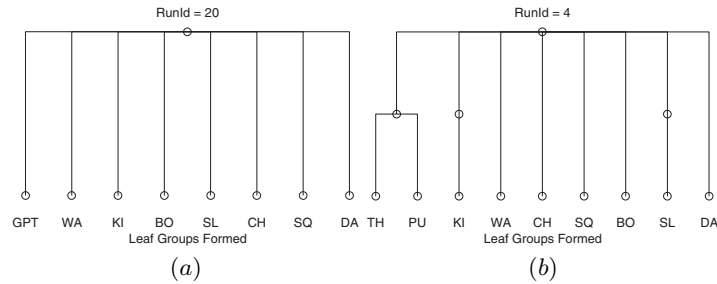 RunId = 20
GPT WA KI BO SL CH SQ DA
Leaf Groups Formed
(a)
RunId = 4
TH PU KI WA CH SQ BO SL DA
Leaf Groups Formed
(b)